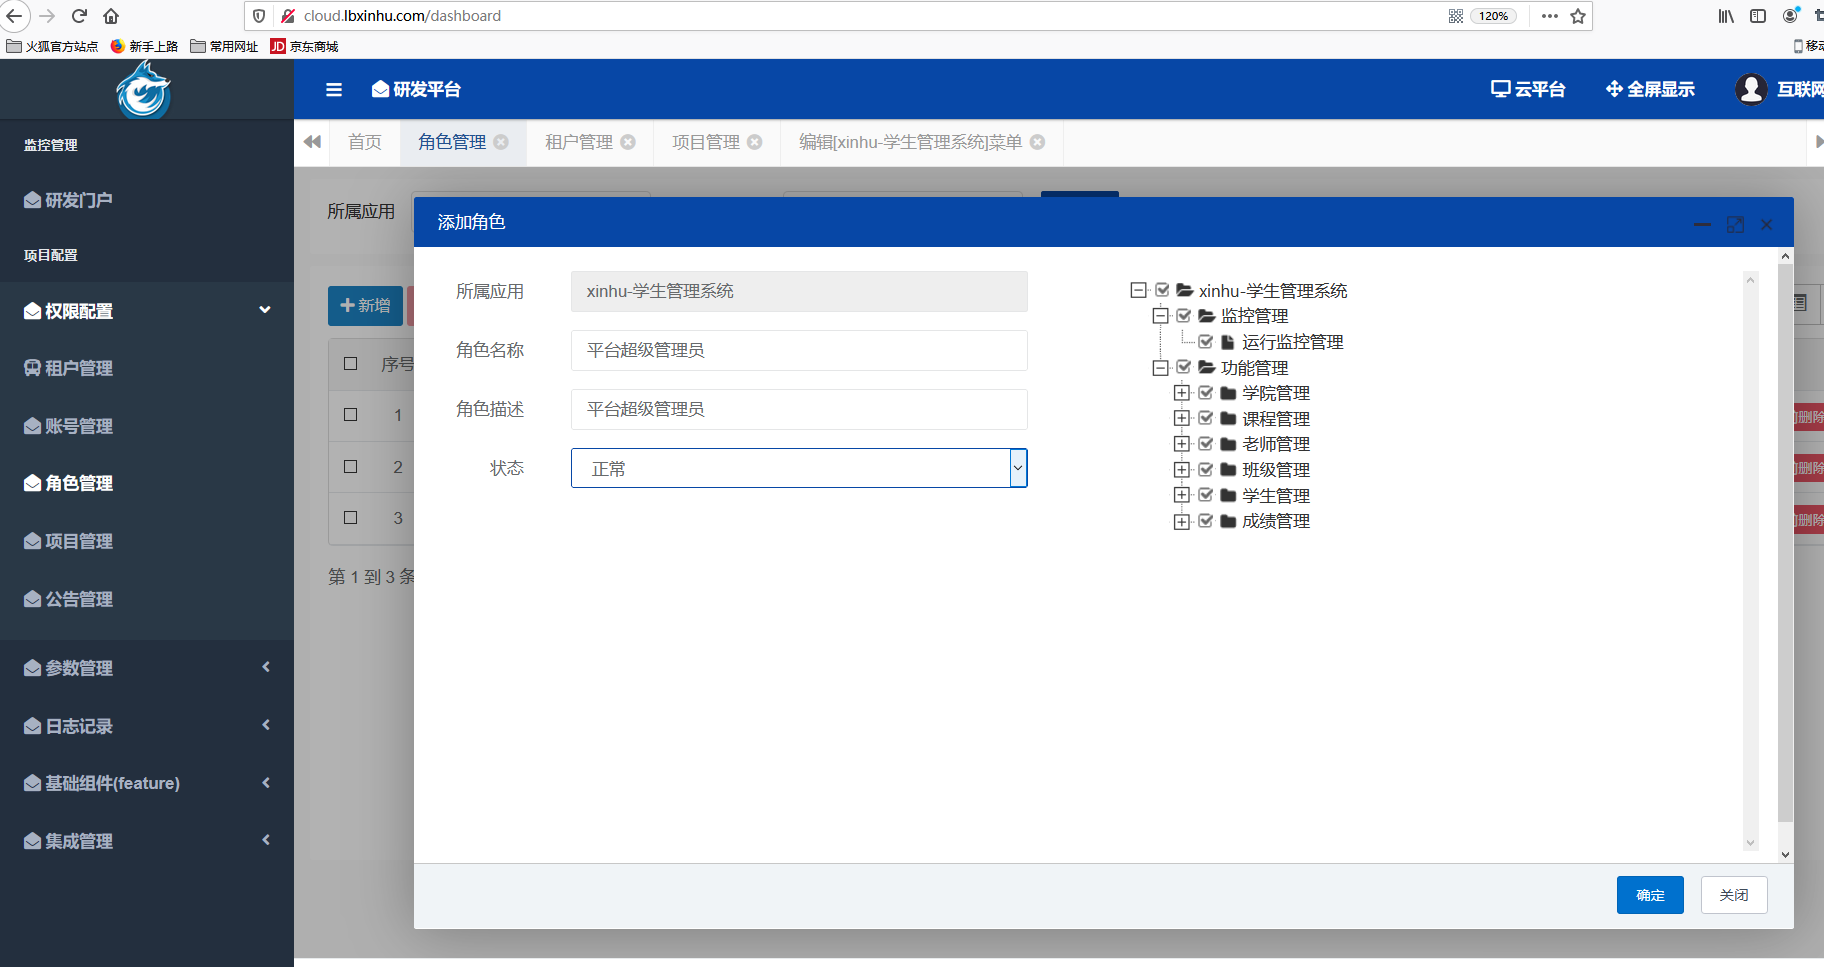 cloud.lbxinhu.com/dashboard
120%
火狐官方站点
新手上路
常用网址
JD 京东商城
移动
研发平台
云平台
全屏显示
互联网
监控管理
研发门户
项目配置
权限配置
租户管理
账号管理
角色管理
项目管理
公告管理
参数管理
日志记录
基础组件(feature)
集成管理
首页
角色管理
租户管理
项目管理
编辑[xinhu-学生管理系统]菜单
所属应用
新增
序号
1
2
3
第 1 到 3 条
删除
删除
删除
添加角色
所属应用
xinhu-学生管理系统
角色名称
平台超级管理员
角色描述
平台超级管理员
状态
正常
xinhu-学生管理系统
监控管理
运行监控管理
功能管理
学院管理
课程管理
老师管理
班级管理
学生管理
成绩管理
确定
关闭